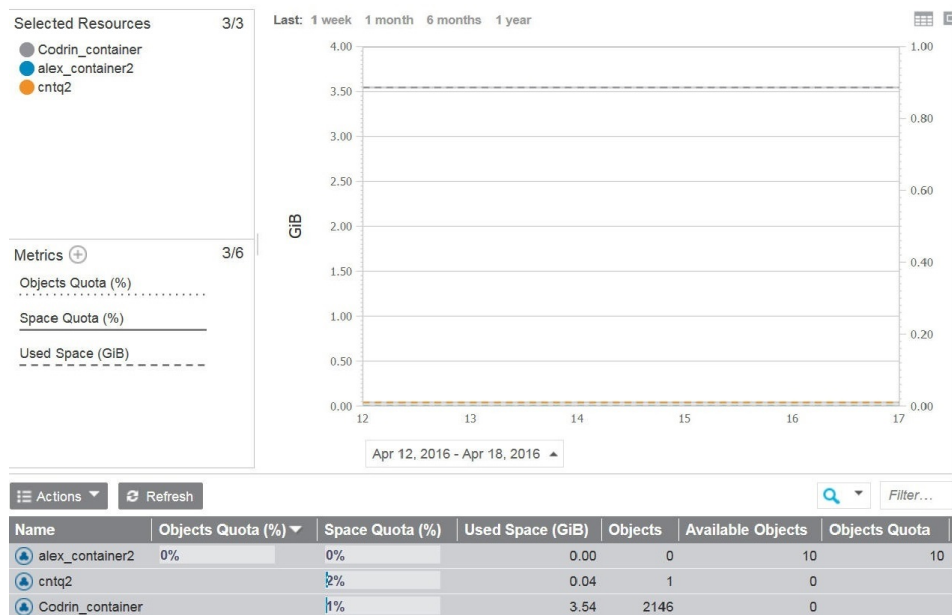 Selected Resources 3/3
Codrin_container
alex_container2
cntq2
Metrics 3/6
Objects Quota (%)
Space Quota (%)
Used Space (GiB)
Last: 1 week 1 month 6 months 1 year
4.00
3.50
3.00
2.50
2.00
1.50
1.00
0.50
0.00
GiB
1.00
0.80
0.60
0.40
0.20
0.00
12 13 14 15 16 17
Apr 12, 2016 - Apr 18, 2016
Actions Refresh Filter...
Name Objects Quota (%) Space Quota (%) Used Space (GiB) Objects Available Objects Objects Quota
alex_container2 0% 0% 0.00 0 10 10
cntq2 2% 0.04 1 0
Codrin_container 1% 3.54 2146 0